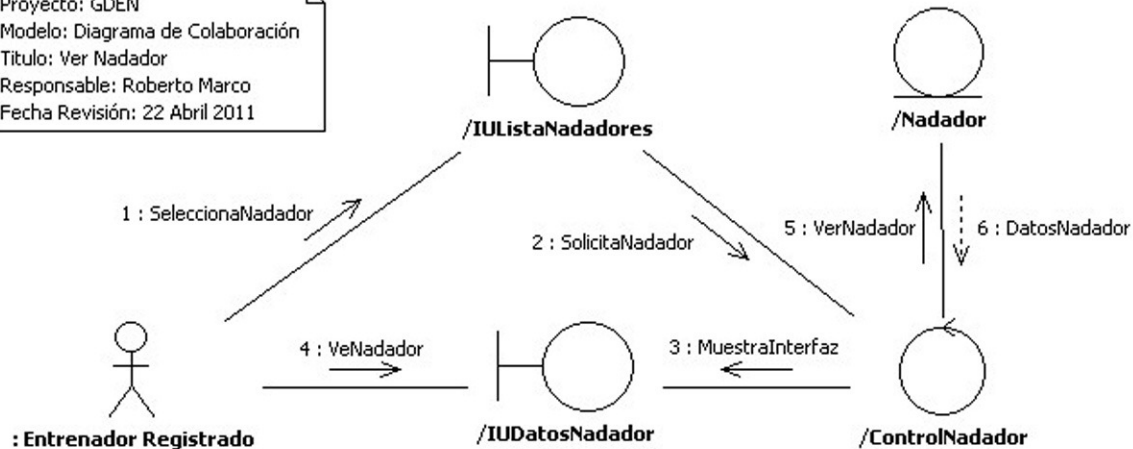 Proyecto: GDEN
Modelo: Diagrama de Colaboración
Titulo: Ver Nadador
Responsable: Roberto Marco
Fecha Revisión: 22 Abril 2011
/IUListaNadadores
/Nadador
1 : SeleccionaNadador
2 : SolicitaNadador
5 : VerNadador
6 : DatosNadador
4 : VeNadador
3 : MuestraInterfaz
: Entrenador Registrado
/IUDatosNadador
/ControlNadador